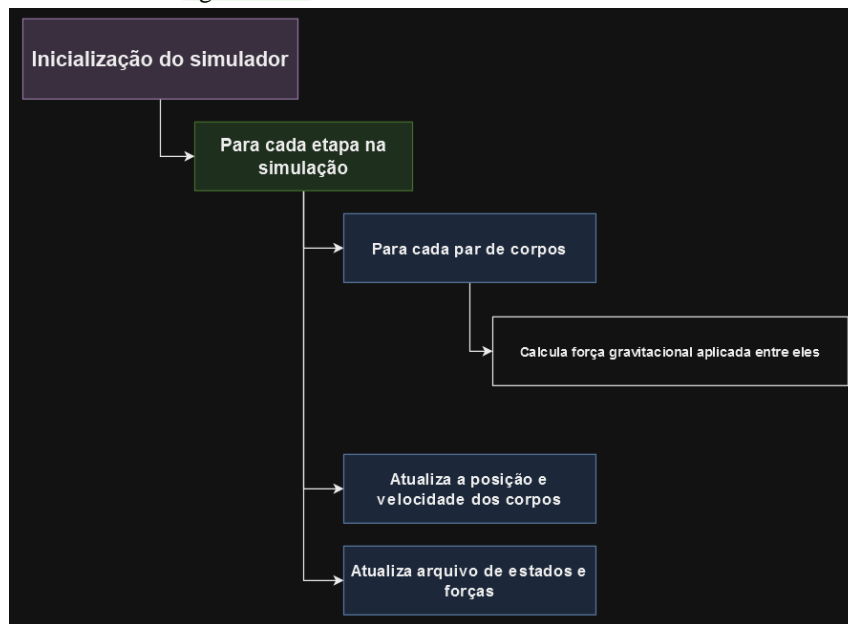 Inicialização do simulador
Para cada etapa na
simulação
Para cada par de corpos
Calcula força gravitacional aplicada entre eles
Atualiza a posição e
velocidade dos corpos
Atualiza arquivo de estados e
forças